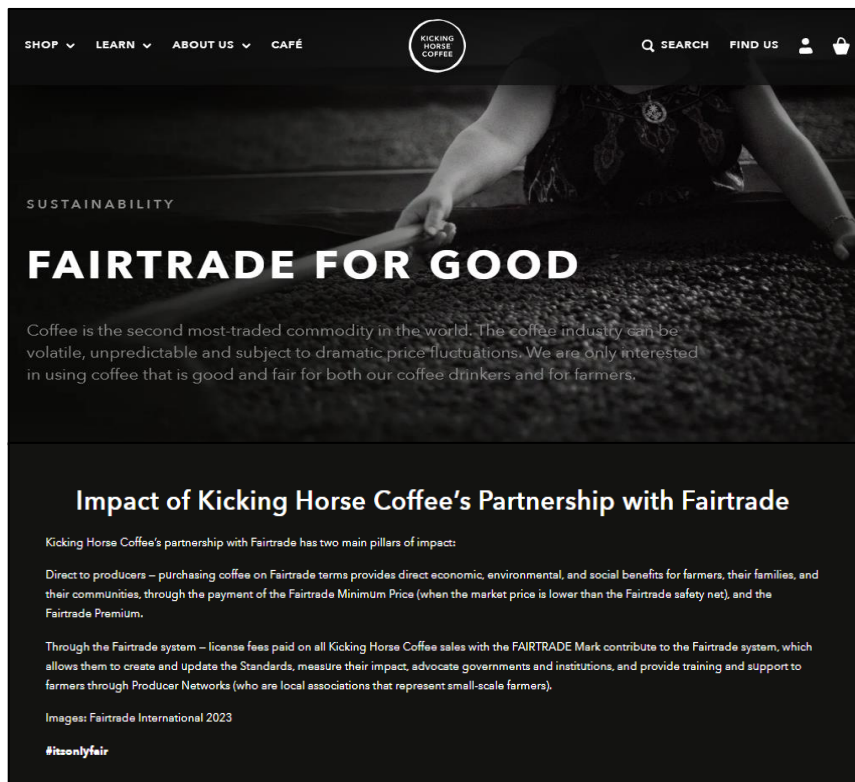 SHOP LEARN ABOUT US CAFÉ KICKING HORSE COFFEE SEARCH FIND US
SUSTAINABILITY
FAIRTRADE FOR GOOD
Coffee is the second most-traded commodity in the world. The coffee industry can be
volatile, unpredictable and subject to dramatic price fluctuations. We are only interested
in using coffee that is good and fair for both our coffee drinkers and for farmers.
Impact of Kicking Horse Coffee's Partnership with Fairtrade
Kicking Horse Coffee's partnership with Fairtrade has two main pillars of impact:
Direct to producers – purchasing coffee on Fairtrade terms provides direct economic, environmental, and social benefits for farmers, their families, and
their communities, through the payment of the Fairtrade Minimum Price (when the market price is lower than the Fairtrade safety net), and the
Fairtrade Premium.
Through the Fairtrade system – license fees paid on all Kicking Horse Coffee sales with the FAIRTRADE Mark contribute to the Fairtrade system, which
allows them to create and update the Standards, measure their impact, advocate governments and institutions, and provide training and support to
farmers through Producer Networks (who are local associations that represent small-scale farmers).
Images: Fairtrade International 2023
#itsonlyfair